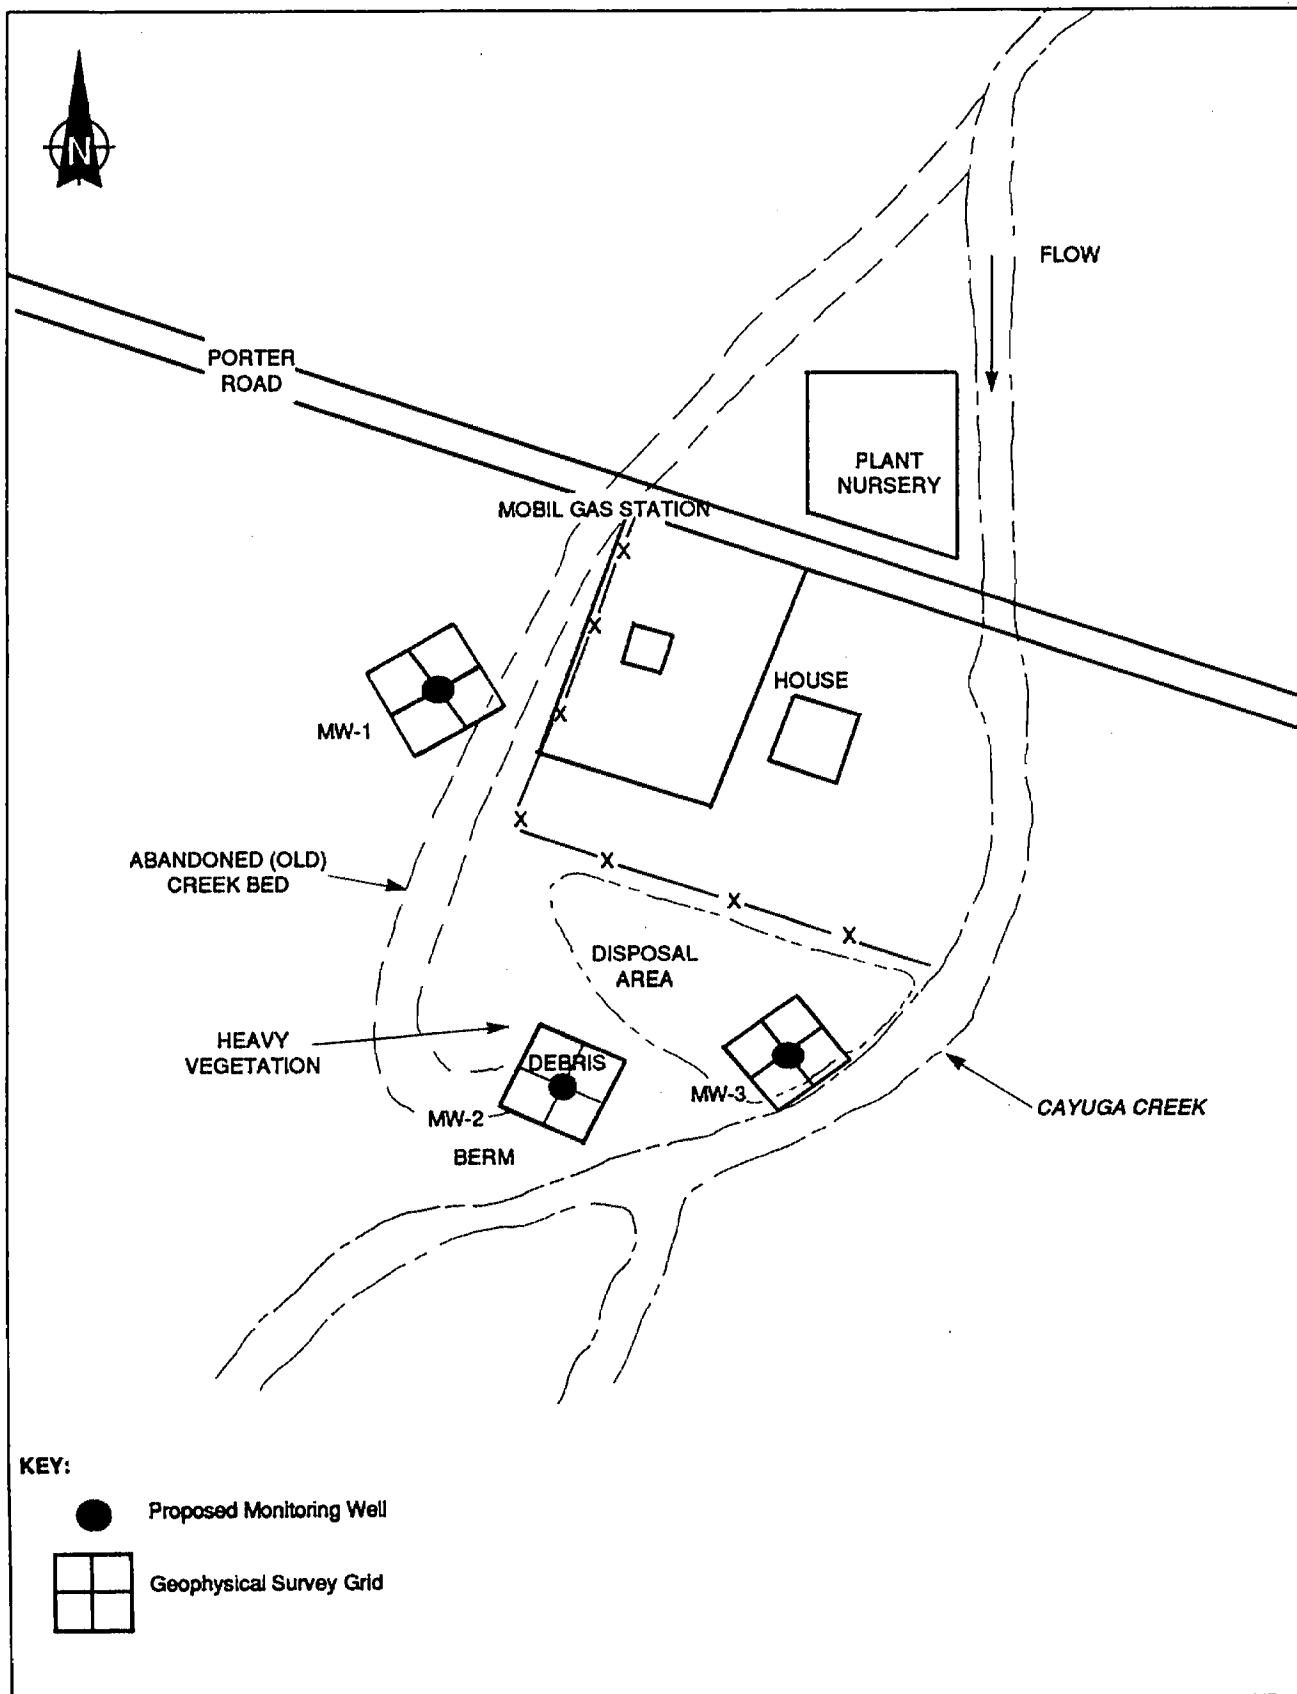 N
FLOW
PORTER
ROAD
PLANT
NURSERY
MOBIL GAS STATION
X
X
HOUSE
X
MW-1
X
ABANDONED (OLD)
CREEK BED
X
X
X
DISPOSAL
AREA
HEAVY
VEGETATION
DEBRIS
MW-3
MW-2
CAYUGA CREEK
BERM
KEY:
Proposed Monitoring Well
Geophysical Survey Grid